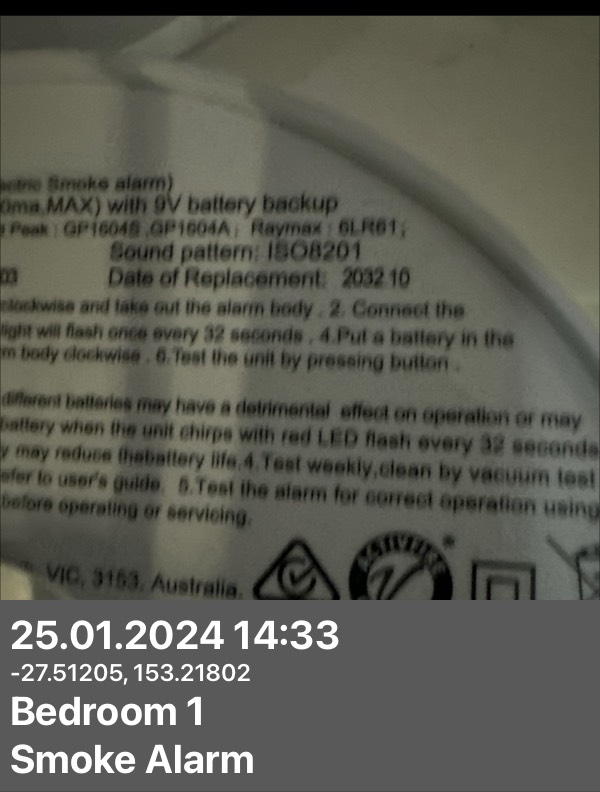 Smoke alarm)
MAX) with 9V battery backup
Peak : GP1604S ,GP1604A ; Raymax : 6LR61;
Sound pattern: ISO8201
03 Date of Replacement: 2032 10
clockwise and take out the alarm body . 2. Connect the
light will flash once every 32 seconds . 4.Put a battery in the
m body clockwise . 6.Test the unit by pressing button .
different batteries may have a detrimental effect on operation or may
battery when the unit chirps with red LED flash every 32 seconds
y may reduce thebattery life.4.Test weekly,clean by vacuum test
refer to user's guide. 5.Test the alarm for correct operation using
before operating or servicing.
VIC, 3153, Australia.
25.01.2024 14:33
-27.51205, 153.21802
Bedroom 1
Smoke Alarm